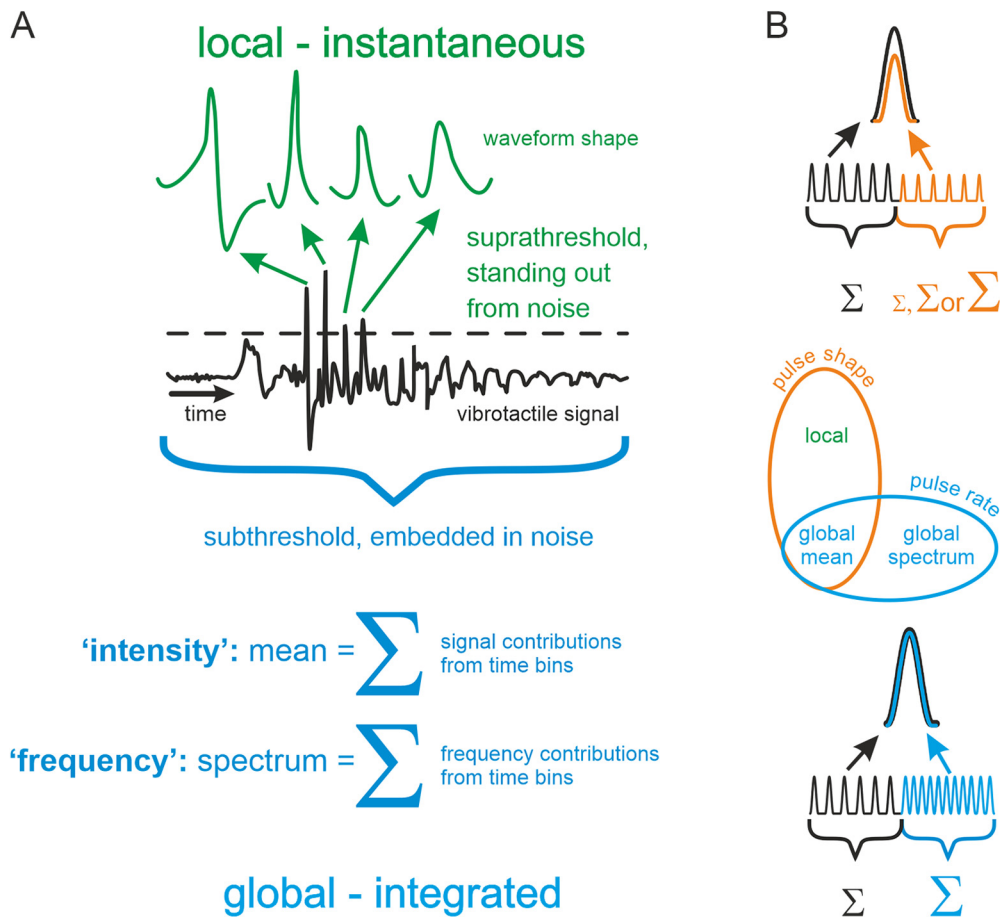 A
local - instantaneous
waveform shape
suprathreshold,
standing out
from noise
time
vibrotactile signal
subthreshold, embedded in noise
‘intensity’: mean = Σ signal contributions
from time bins
‘frequency’: spectrum = Σ frequency contributions
from time bins
global - integrated
B
Σ
Σ, Σ or Σ
pulse shape
local
pulse rate
global
mean
global
spectrum
Σ
Σ